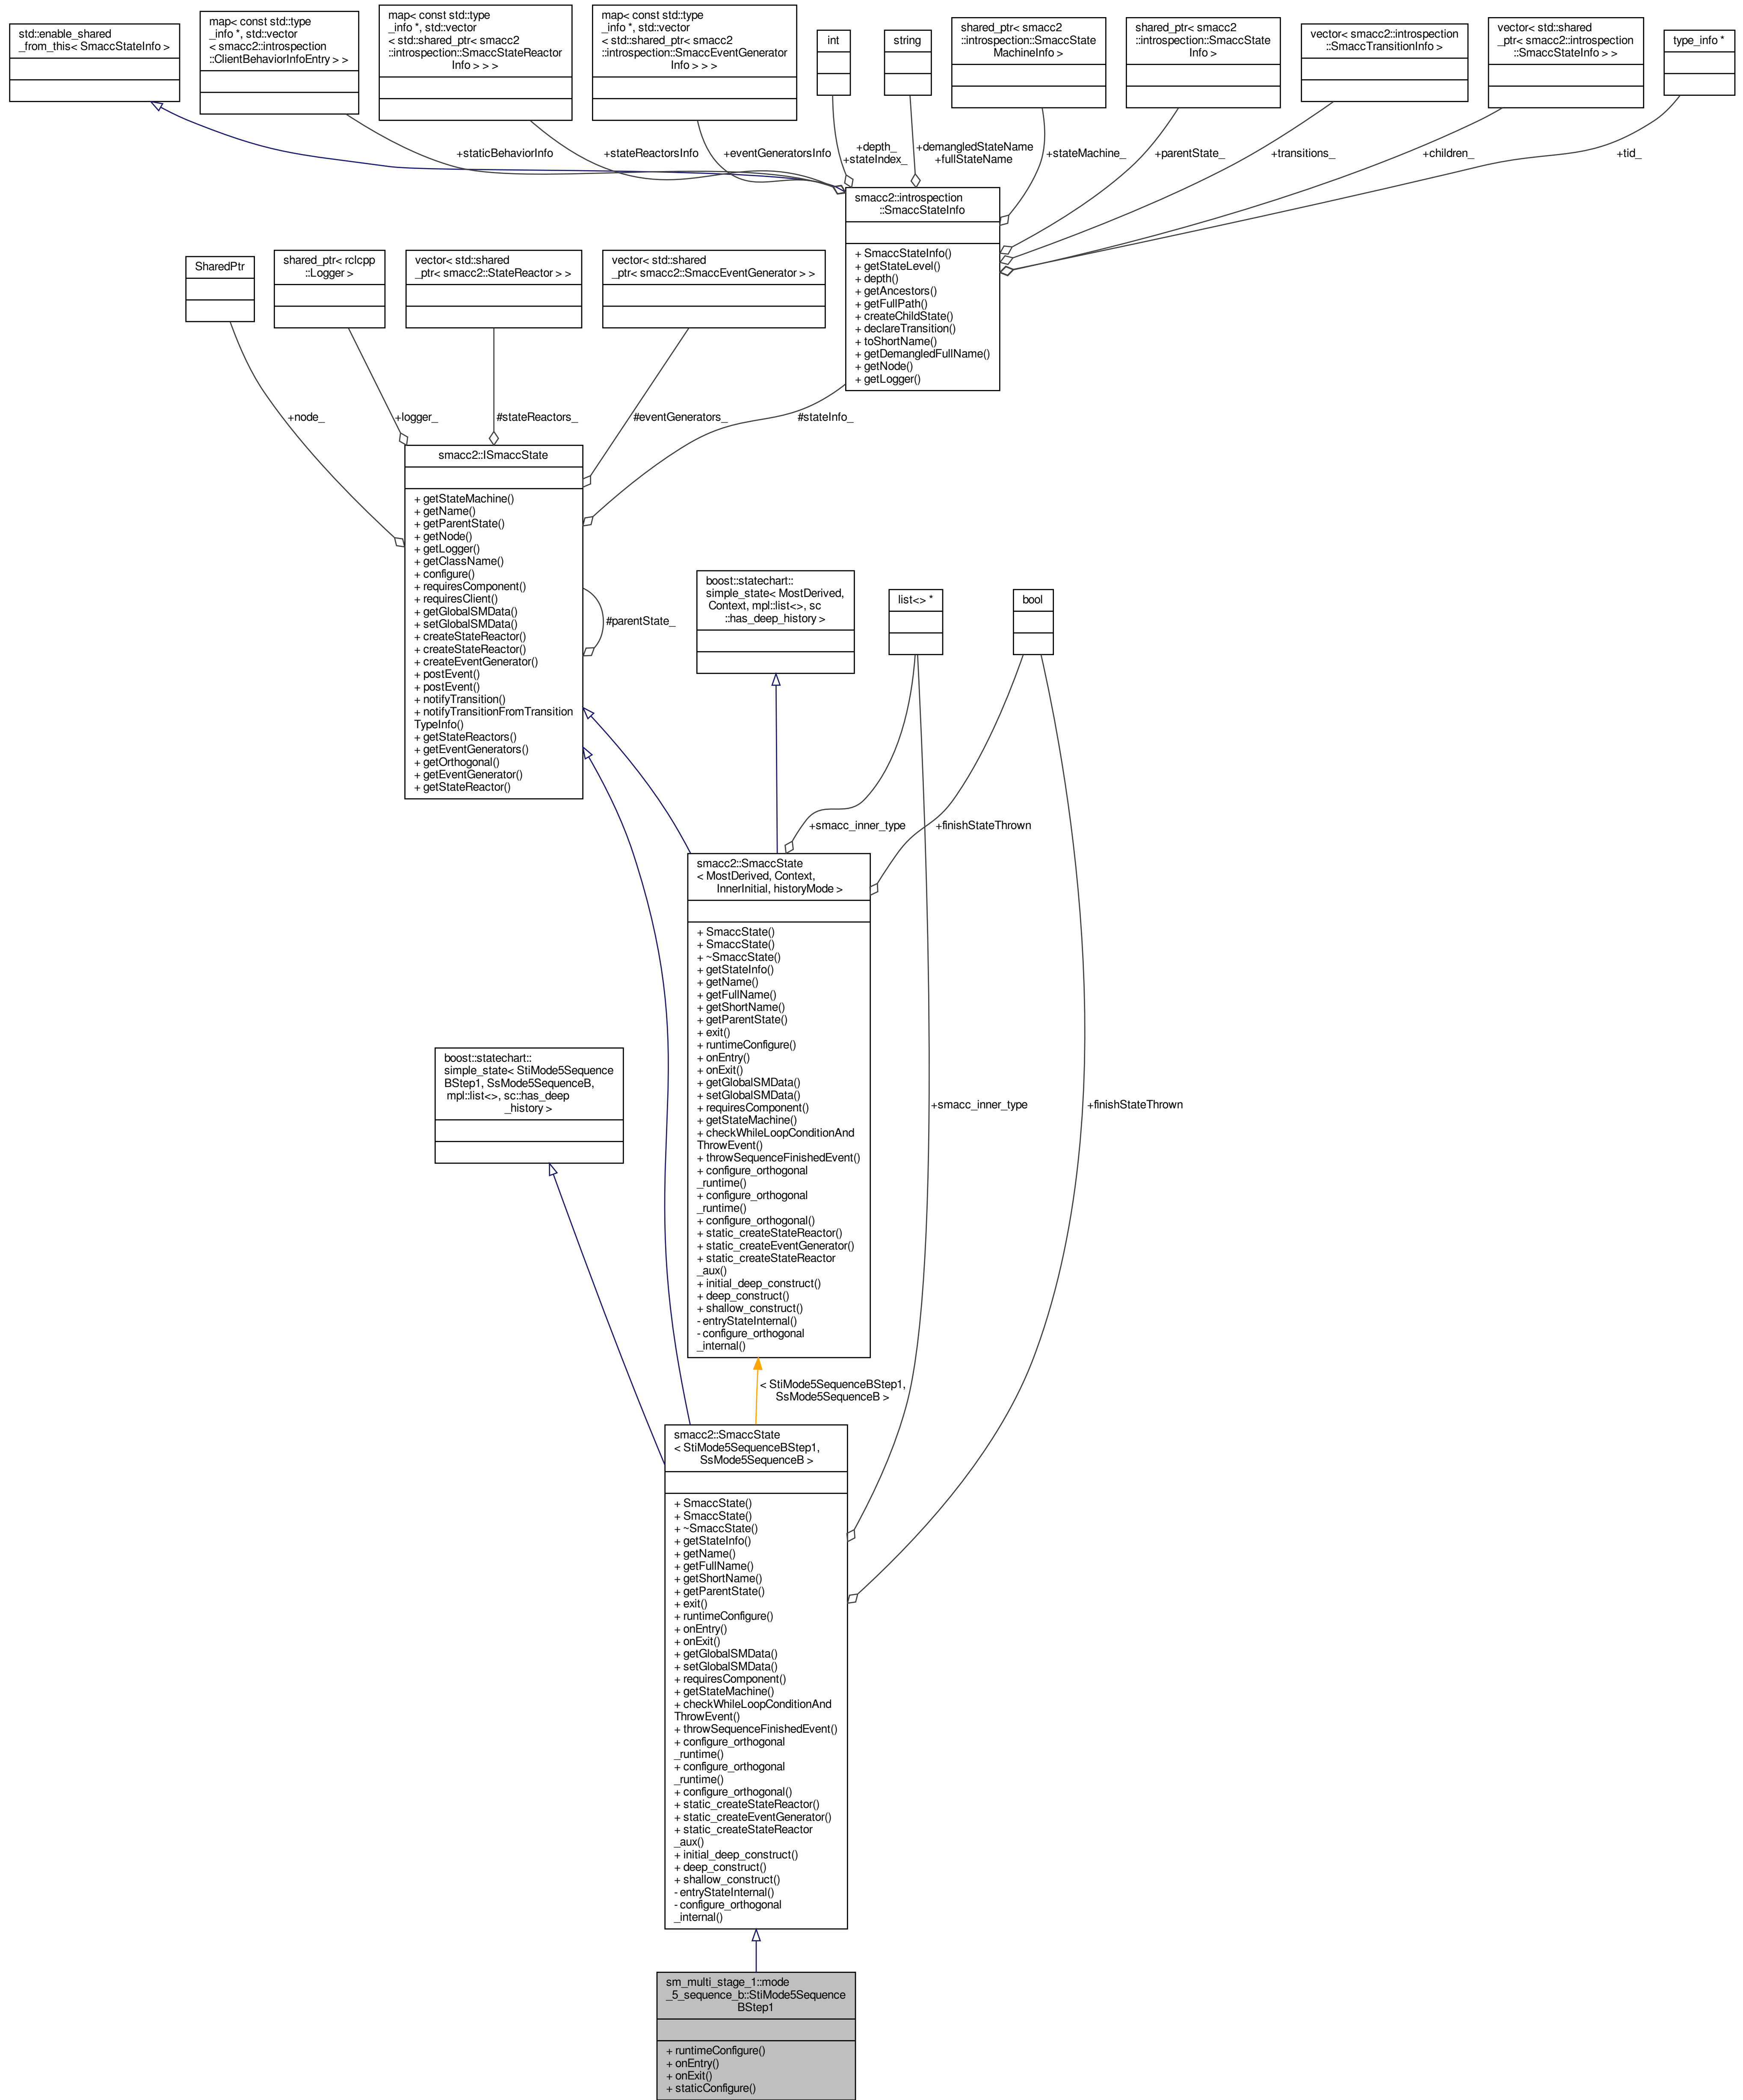 std::enable_shared
_from_this< SmaccStateInfo >
map< const std::type
_info *, std::vector
< smacc2::introspection
::ClientBehaviorInfoEntry > >
map< const std::type
_info *, std::vector
< std::shared_ptr< smacc2
::introspection::SmaccStateReactor
Info > > >
map< const std::type
_info *, std::vector
< std::shared_ptr< smacc2
::introspection::SmaccEventGenerator
Info > > >
int
string
shared_ptr< smacc2
::introspection::SmaccState
MachineInfo >
shared_ptr< smacc2
::introspection::SmaccState
Info >
vector< smacc2::introspection
::SmaccTransitionInfo >
vector< std::shared
_ptr< smacc2::introspection
::SmaccStateInfo > >
type_info *
+staticBehaviorInfo
+stateReactorsInfo
+eventGeneratorsInfo
+depth_
+stateIndex_
+demangledStateName
+fullStateName
+stateMachine_
+parentState_
+transitions_
+children_
+tid_
smacc2::introspection
::SmaccStateInfo
+ SmaccStateInfo()
+ getStateLevel()
+ depth()
+ getAncestors()
+ getFullPath()
+ createChildState()
+ declareTransition()
+ toShortName()
+ getDemangledFullName()
+ getNode()
+ getLogger()
SharedPtr
shared_ptr< rclcpp
::Logger >
vector< std::shared
_ptr< smacc2::StateReactor > >
vector< std::shared
_ptr< smacc2::SmaccEventGenerator > >
+node_
+logger_
#stateReactors_
#eventGenerators_
#stateInfo_
smacc2::ISmaccState
+ getStateMachine()
+ getName()
+ getParentState()
+ getNode()
+ getLogger()
+ getClassName()
+ configure()
+ requiresComponent()
+ requiresClient()
+ getGlobalSMData()
+ setGlobalSMData()
+ createStateReactor()
+ createStateReactor()
+ createEventGenerator()
+ postEvent()
+ postEvent()
+ notifyTransition()
+ notifyTransitionFromTransition
TypeInfo()
+ getStateReactors()
+ getEventGenerators()
+ getOrthogonal()
+ getEventGenerator()
+ getStateReactor()
#parentState_
boost::statechart::
simple_state< MostDerived,
Context, mpl::list<>, sc
::has_deep_history >
list<> *
bool
+smacc_inner_type
+finishStateThrown
smacc2::SmaccState
< MostDerived, Context,
InnerInitial, historyMode >
+ SmaccState()
+ SmaccState()
+ ~SmaccState()
+ getStateInfo()
+ getName()
+ getFullName()
+ getShortName()
+ getParentState()
+ exit()
+ runtimeConfigure()
+ onEntry()
+ onExit()
+ getGlobalSMData()
+ setGlobalSMData()
+ requiresComponent()
+ getStateMachine()
+ checkWhileLoopConditionAnd
ThrowEvent()
+ throwSequenceFinishedEvent()
+ configure_orthogonal
_runtime()
+ configure_orthogonal
_runtime()
+ configure_orthogonal()
+ static_createStateReactor()
+ static_createEventGenerator()
+ static_createStateReactor
_aux()
+ initial_deep_construct()
+ deep_construct()
+ shallow_construct()
- entryStateInternal()
- configure_orthogonal
_internal()
boost::statechart::
simple_state< StiMode5Sequence
BStep1, SsMode5SequenceB,
mpl::list<>, sc::has_deep
_history >
+smacc_inner_type
+finishStateThrown
< StiMode5SequenceBStep1,
SsMode5SequenceB >
smacc2::SmaccState
< StiMode5SequenceBStep1,
SsMode5SequenceB >
+ SmaccState()
+ SmaccState()
+ ~SmaccState()
+ getStateInfo()
+ getName()
+ getFullName()
+ getShortName()
+ getParentState()
+ exit()
+ runtimeConfigure()
+ onEntry()
+ onExit()
+ getGlobalSMData()
+ setGlobalSMData()
+ requiresComponent()
+ getStateMachine()
+ checkWhileLoopConditionAnd
ThrowEvent()
+ throwSequenceFinishedEvent()
+ configure_orthogonal
_runtime()
+ configure_orthogonal
_runtime()
+ configure_orthogonal()
+ static_createStateReactor()
+ static_createEventGenerator()
+ static_createStateReactor
_aux()
+ initial_deep_construct()
+ deep_construct()
+ shallow_construct()
- entryStateInternal()
- configure_orthogonal
_internal()
sm_multi_stage_1::mode
_5_sequence_b::StiMode5Sequence
BStep1
+ runtimeConfigure()
+ onEntry()
+ onExit()
+ staticConfigure()